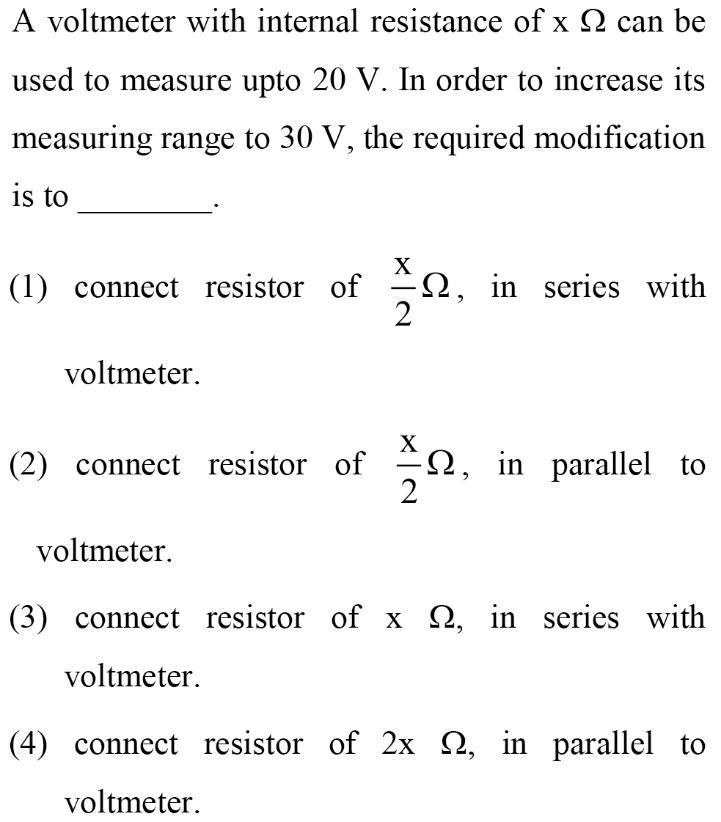 A voltmeter with internal resistance of x Ω can be
used to measure upto 20 V. In order to increase its
measuring range to 30 V, the required modification
is to ________.
(1) connect resistor of x/2 Ω, in series with
voltmeter.
(2) connect resistor of x/2 Ω, in parallel to
voltmeter.
(3) connect resistor of x Ω, in series with
voltmeter.
(4) connect resistor of 2x Ω, in parallel to
voltmeter.